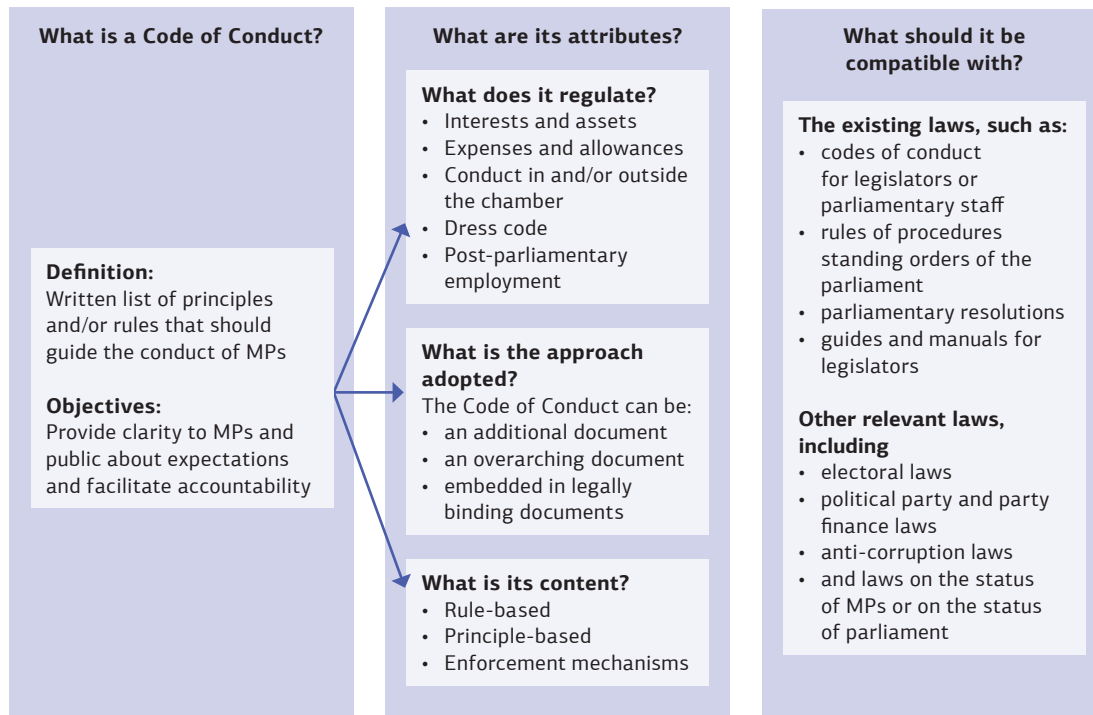 What is a Code of Conduct?
Definition:
Written list of principles
and/or rules that should
guide the conduct of MPs
Objectives:
Provide clarity to MPs and
public about expectations
and facilitate accountability
What are its attributes?
What does it regulate?
• Interests and assets
• Expenses and allowances
• Conduct in and/or outside
the chamber
• Dress code
• Post-parliamentary
employment
What is the approach
adopted?
The Code of Conduct can be:
• an additional document
• an overarching document
• embedded in legally
binding documents
What is its content?
• Rule-based
• Principle-based
• Enforcement mechanisms
What should it be
compatible with?
The existing laws, such as:
• codes of conduct
for legislators or
parliamentary staff
• rules of procedures
standing orders of the
parliament
• parliamentary resolutions
• guides and manuals for
legislators
Other relevant laws,
including
• electoral laws
• political party and party
finance laws
• anti-corruption laws
• and laws on the status
of MPs or on the status
of parliament